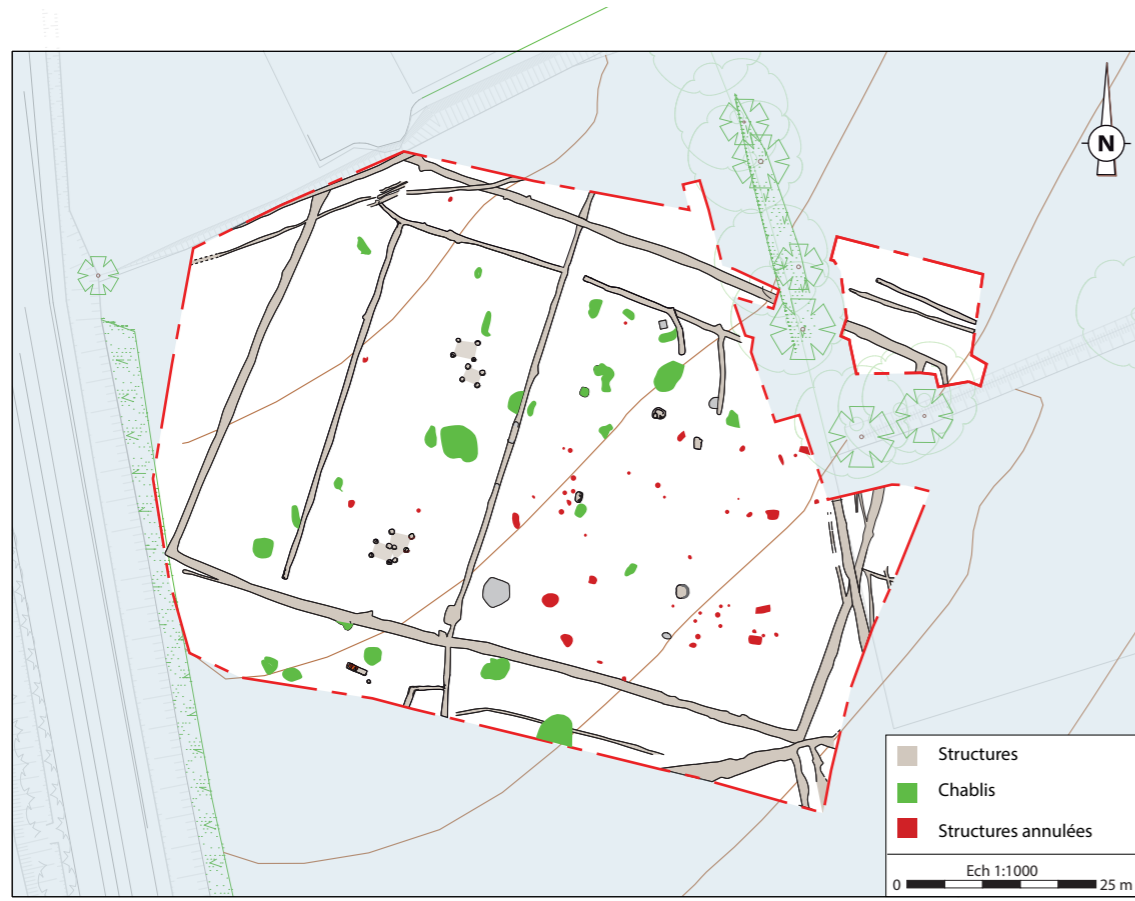 N
Structures
Chablis
Structures annulées
Ech 1:1000
0 25 m